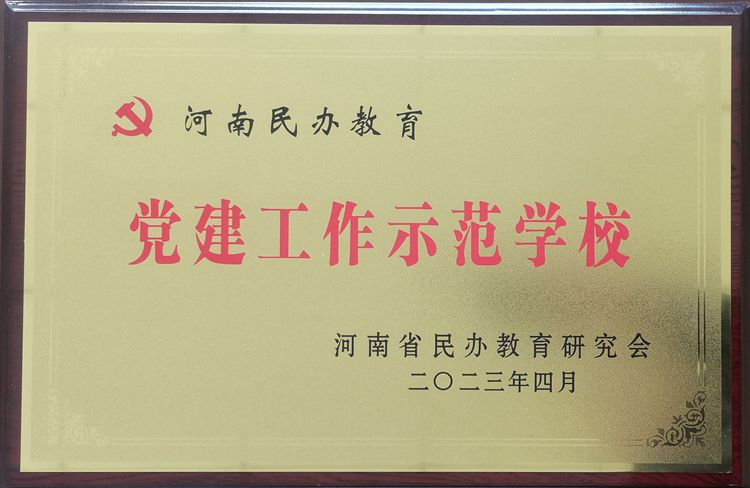 河南民办教育
党建工作示范学校
河南省民办教育研究会
二〇二三年四月